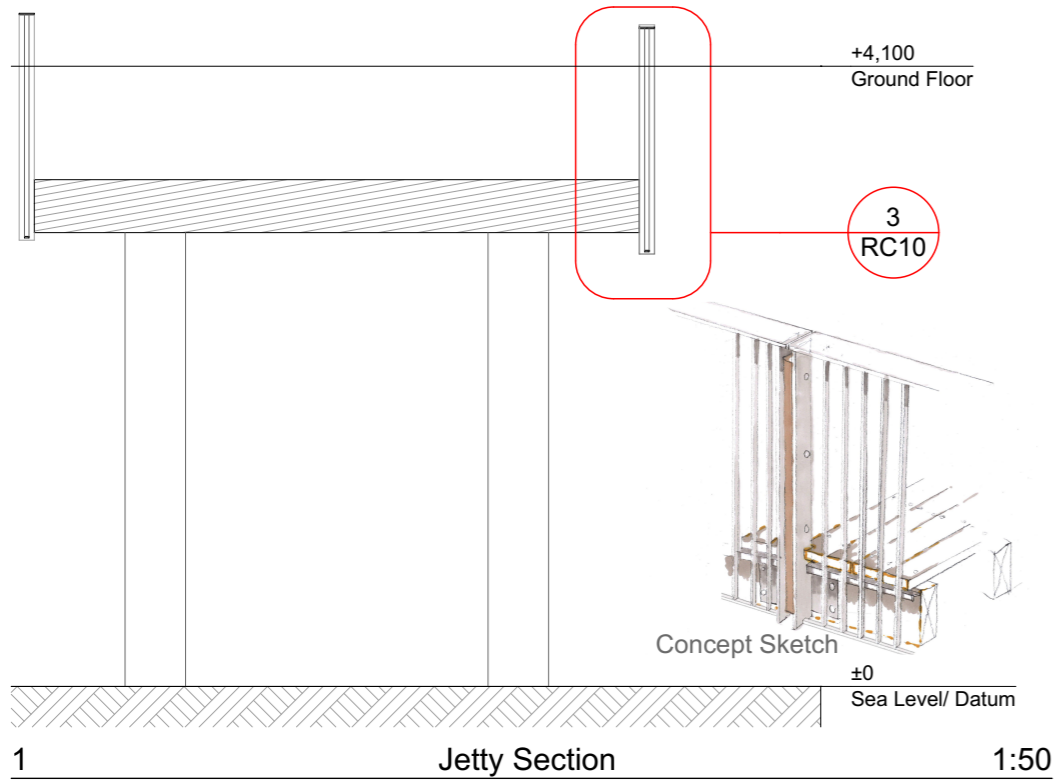 +4,100
Ground Floor
3
RC10
Concept Sketch
±0
Sea Level/ Datum
1 Jetty Section 1:50